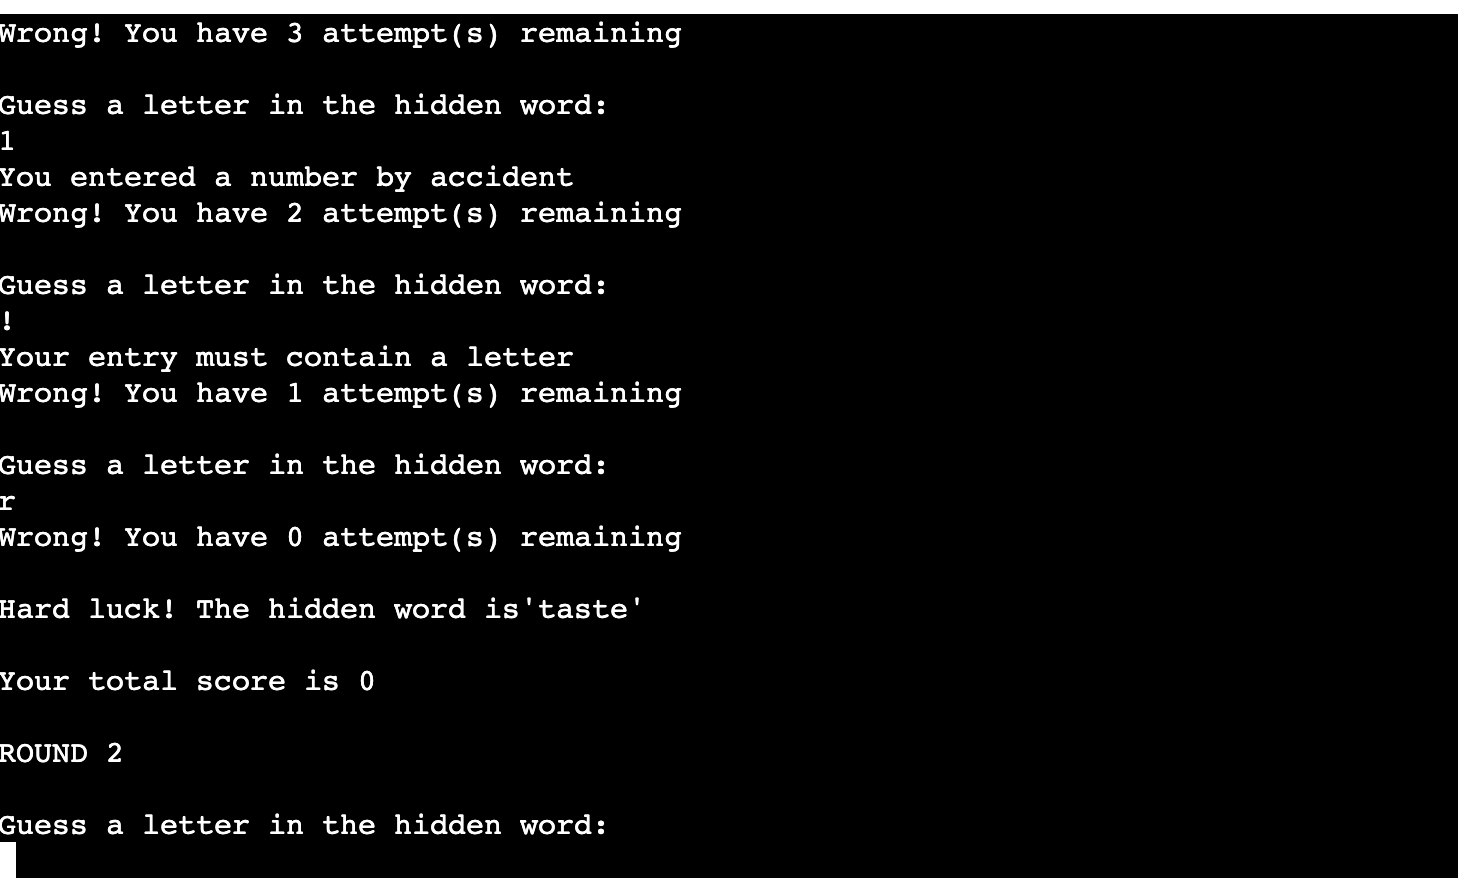 Wrong! You have 3 attempt(s) remaining
Guess a letter in the hidden word:
1
You entered a number by accident
Wrong! You have 2 attempt(s) remaining
Guess a letter in the hidden word:
!
Your entry must contain a letter
Wrong! You have 1 attempt(s) remaining
Guess a letter in the hidden word:
r
Wrong! You have 0 attempt(s) remaining
Hard luck! The hidden word is'taste'
Your total score is 0
ROUND 2
Guess a letter in the hidden word: